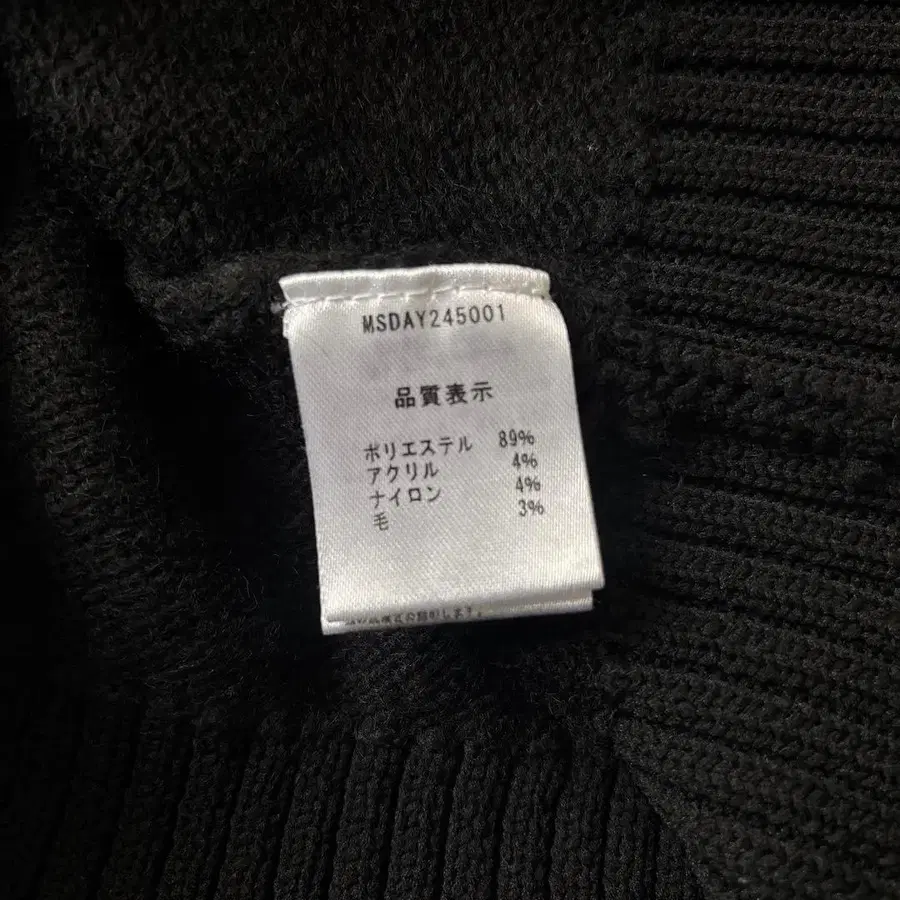 MSDAY245001
品質表示
ポリエステル 89%
アクリル 4%
ナイロン 4%
毛 3%